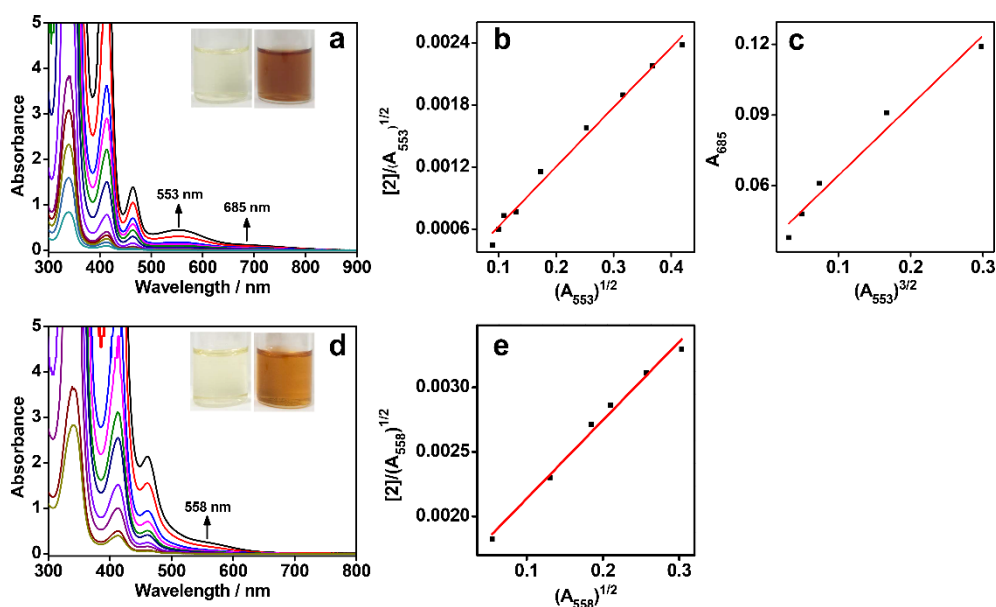 a
5
4
3
2
1
0
Absorbance
553 nm
685 nm
300 400 500 600 700 800 900
Wavelength / nm
b
0.0024
0.0018
0.0012
0.0006
[2]/(A553)^1/2
0.0 0.1 0.2 0.3 0.4
(A553)^1/2
c
0.12
0.09
0.06
A685
0.1 0.2 0.3
(A553)^3/2
d
5
4
3
2
1
0
Absorbance
558 nm
300 400 500 600 700 800
Wavelength / nm
e
0.0030
0.0025
0.0020
[2]/(A558)^1/2
0.1 0.2 0.3
(A558)^1/2